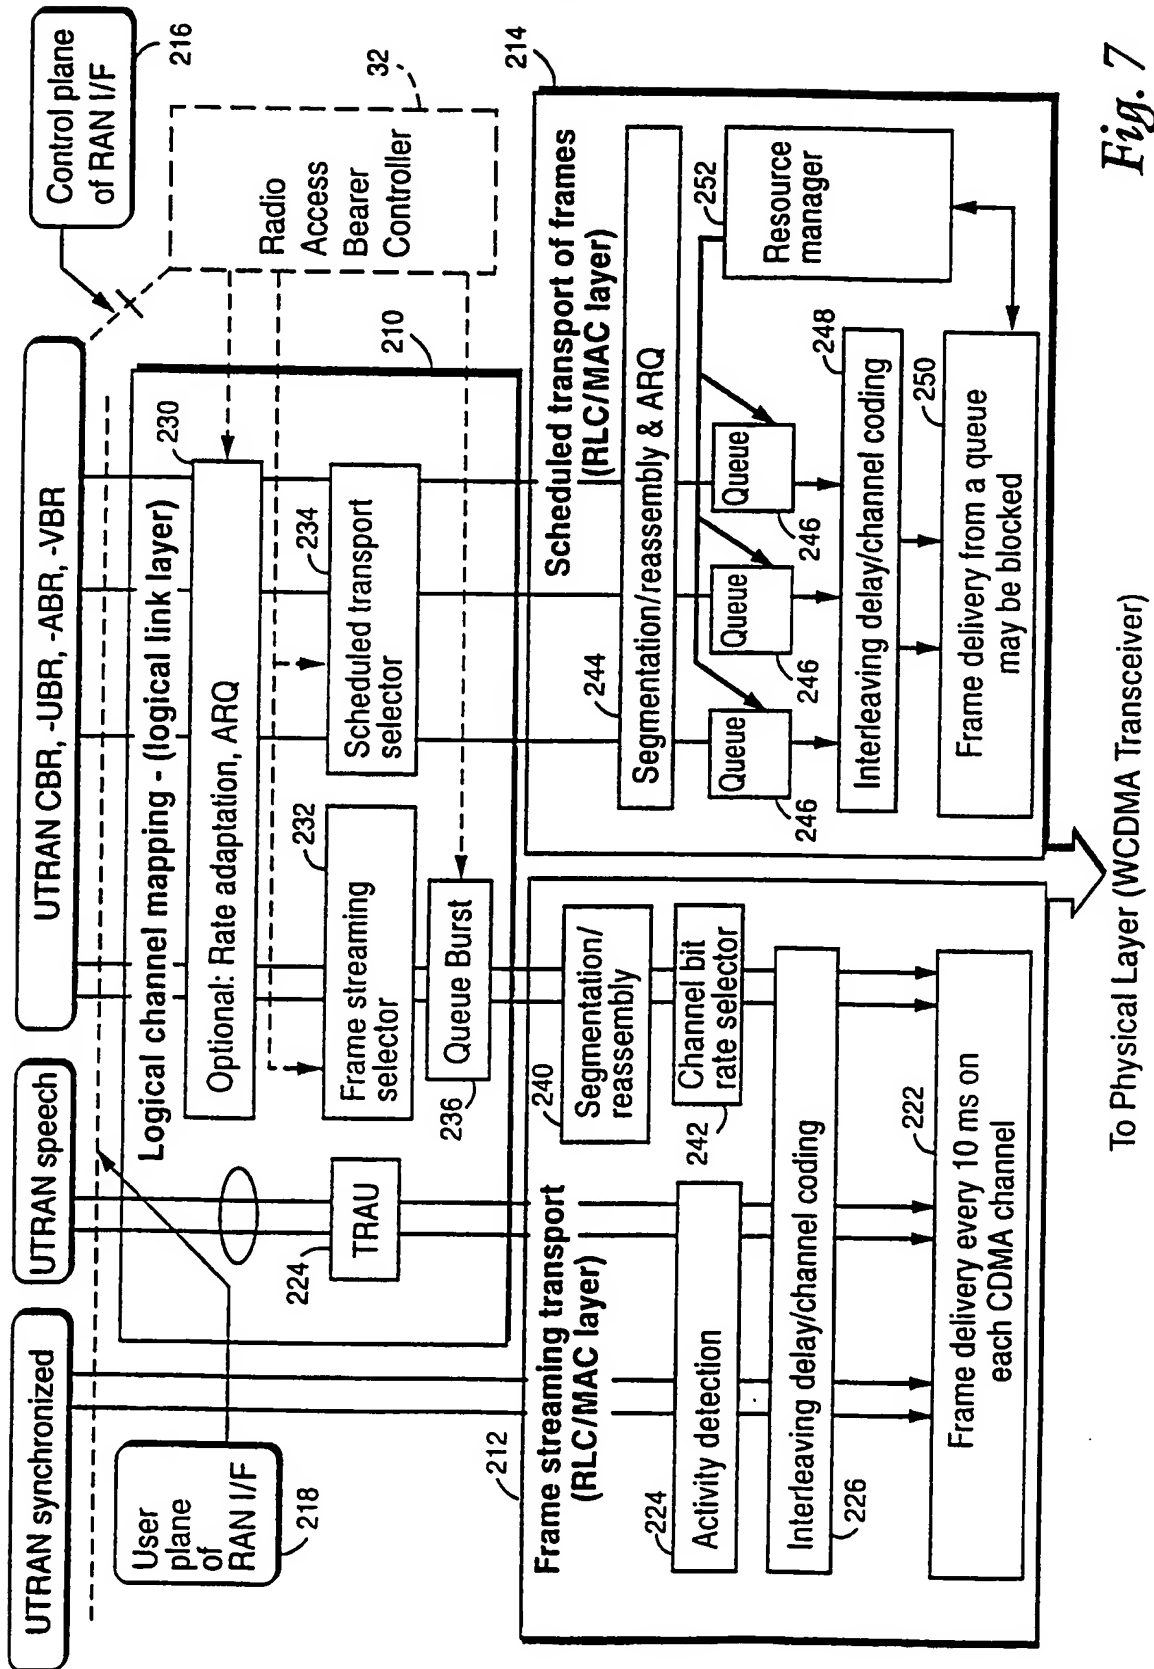 UTRAN synchronized
UTRAN speech
UTRAN CBR, -UBR, -ABR, -VBR
Control plane
of RAN I/F
216
User
plane
of
RAN I/F
218
Radio
Access
Bearer
Controller
32
Logical channel mapping - (logical link layer)
210
Optional: Rate adaptation, ARQ
230
TRAU
224
Frame streaming
selector
232
Scheduled transport
selector
234
Queue Burst
236
Frame streaming transport
(RLC/MAC layer)
212
Activity detection
224
Segmentation/
reassembly
240
Channel bit
rate selector
242
Interleaving delay/channel coding
226
Frame delivery every 10 ms on
each CDMA channel
222
Scheduled transport of frames
(RLC/MAC layer)
214
Segmentation/reassembly & ARQ
244
Queue
246
Queue
246
Queue
246
Resource
manager
252
Interleaving delay/channel coding
248
Frame delivery from a queue
may be blocked
250
To Physical Layer (WCDMA Transceiver)
Fig. 7